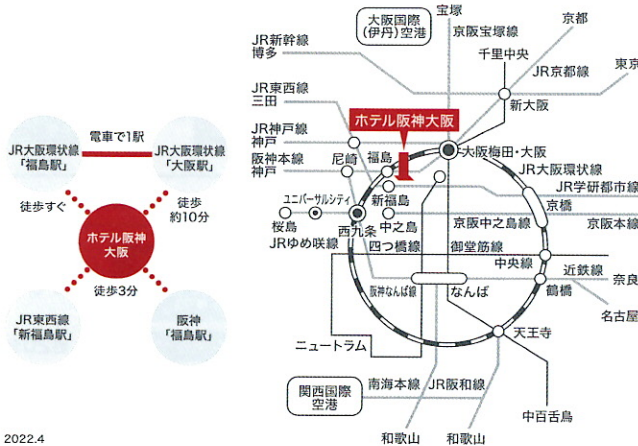 JR大阪環状線
「福島駅」
電車で1駅
JR大阪環状線
「大阪駅」
徒歩すぐ
徒歩
約10分
ホテル阪神
大阪
徒歩3分
JR東西線
「新福島駅」
阪神
「福島駅」
2022.4
大阪国際
(伊丹)空港
宝塚
京阪宝塚線
京都
千里中央
JR新幹線
博多
JR京都線
東京
新大阪
JR東西線
三田
ホテル阪神大阪
JR神戸線
神戸
大阪梅田・大阪
阪神本線
神戸
尼崎
福島
JR大阪環状線
JR学研都市線
ユニバーサルシティ
新福島
京橋
桜島
西九条
中之島
京阪中之島線
京阪本線
JRゆめ咲線
四つ橋線
御堂筋線
中央線
近鉄線
奈良
阪神なんば線
なんば
鶴橋
名古屋
ニュートラム
天王寺
関西国際
空港
南海本線
JR阪和線
中百舌鳥
和歌山
和歌山